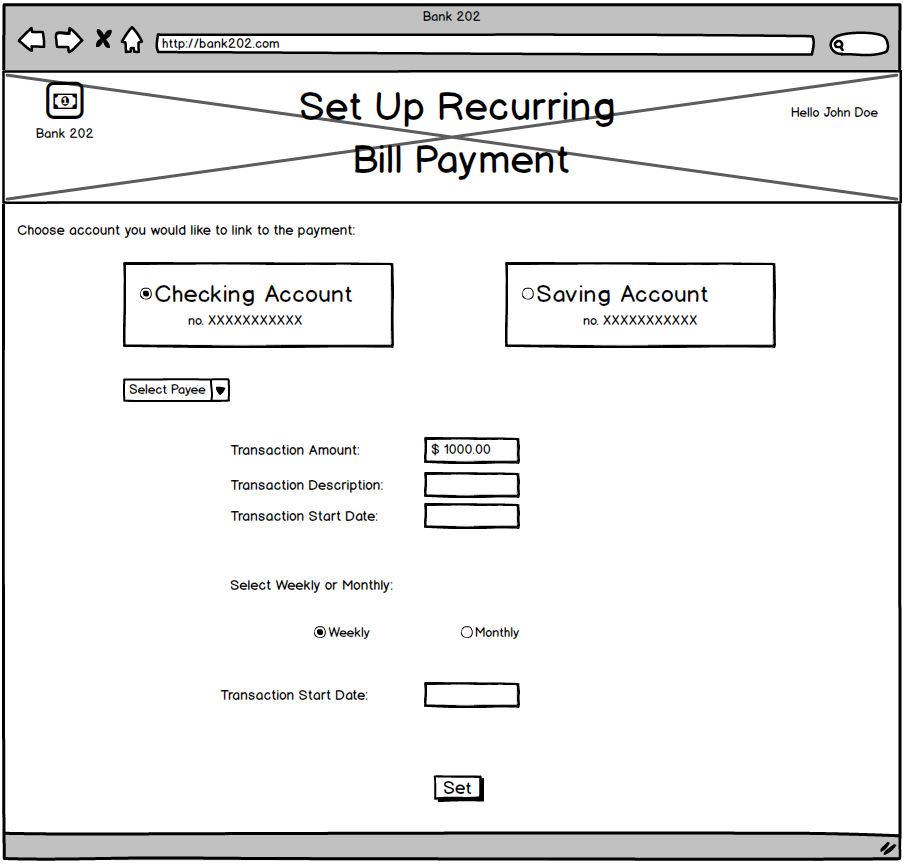 Bank 202
http://bank202.com
Set Up Recurring
Bill Payment
Bank 202
Hello John Doe
Choose account you would like to link to the payment:
Checking Account
no. XXXXXXXXXXX
Saving Account
no. XXXXXXXXXXX
Select Payee
Transaction Amount: $ 1000.00
Transaction Description:
Transaction Start Date:
Select Weekly or Monthly:
Weekly Monthly
Transaction Start Date:
Set